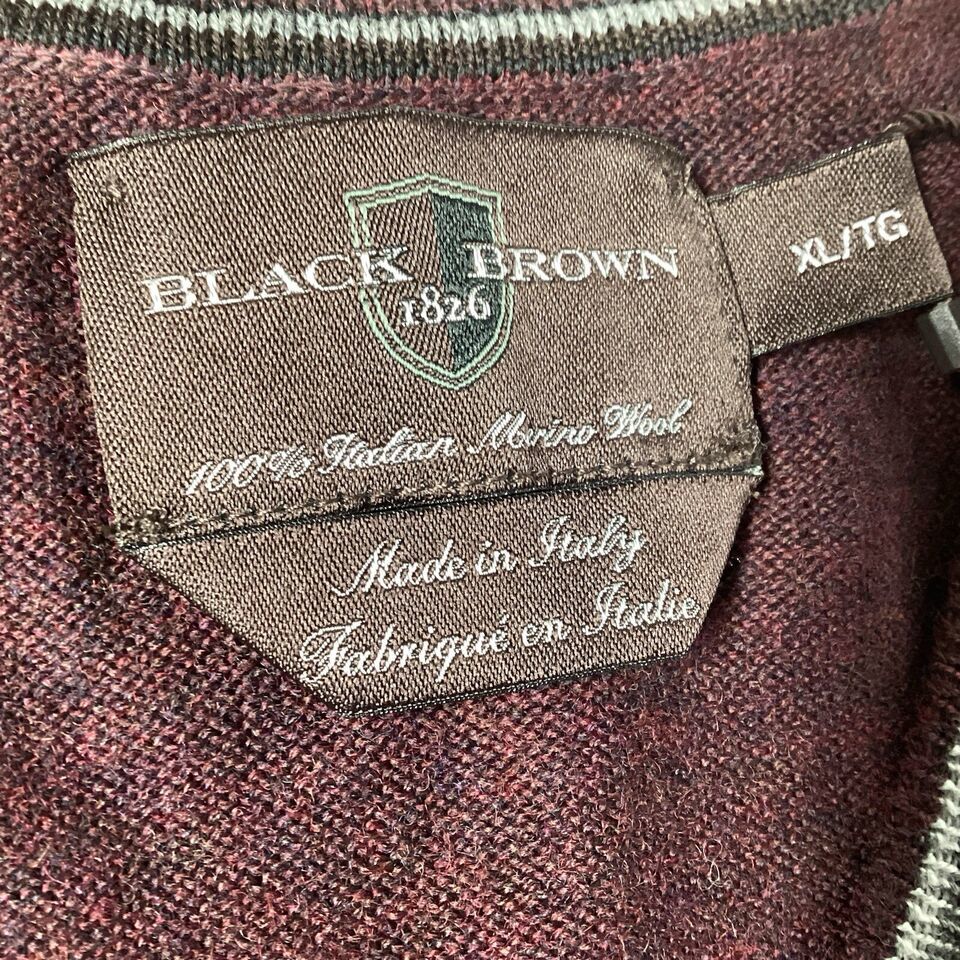 BLACK BROWN
1826
XL/TG
100% Italian Merino Wool
Made in Italy
Fabriqué en Italie